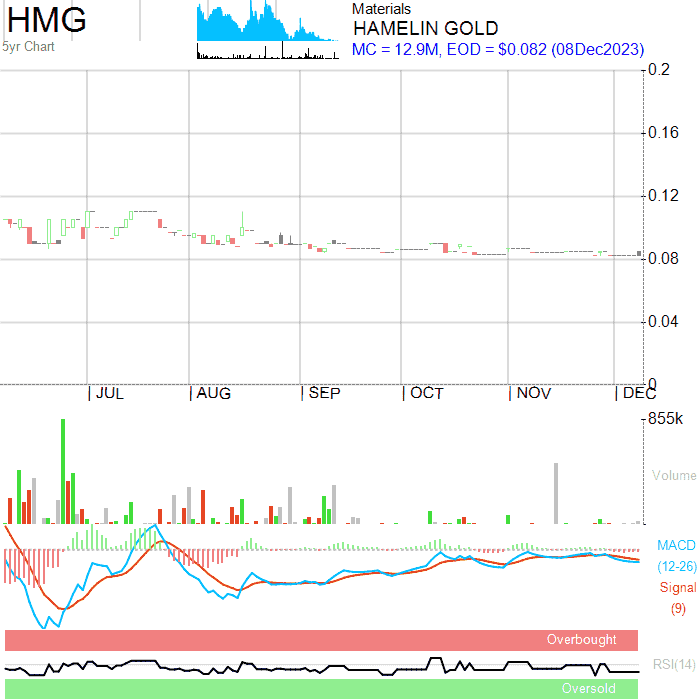 HMG
5yr Chart
Materials
HAMELIN GOLD
MC = 12.9M, EOD = $0.082 (08Dec2023)
0.2
0.16
0.12
0.08
0.04
0
JUL AUG SEP OCT NOV DEC
855k
Volume
MACD
(12-26)
Signal
(9)
Overbought
RSI(14)
Oversold